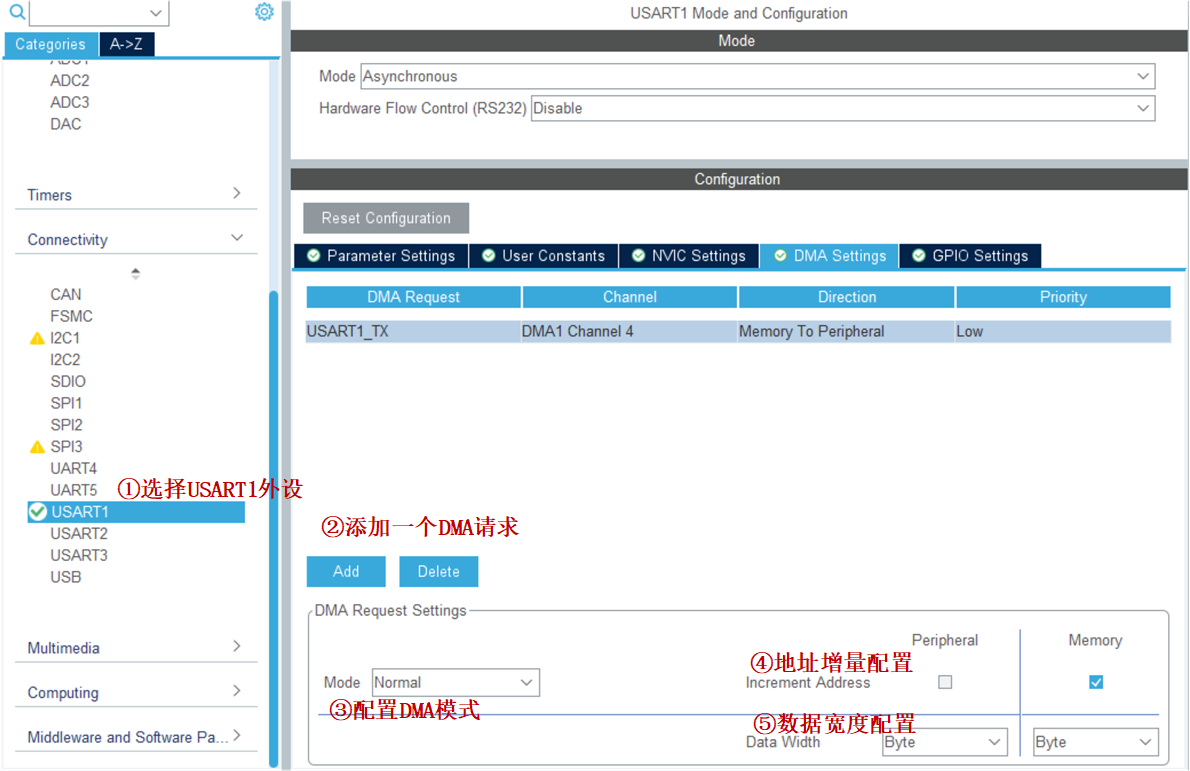 Categories
A->Z
ADC1
ADC2
ADC3
DAC
Timers
Connectivity
CAN
FSMC
I2C1
I2C2
SDIO
SPI1
SPI2
SPI3
UART4
UART5
①选择USART1外设
USART1
USART2
USART3
USB
Multimedia
Computing
Middleware and Software Pa...
USART1 Mode and Configuration
Mode
Mode Asynchronous
Hardware Flow Control (RS232) Disable
Configuration
Reset Configuration
Parameter Settings User Constants NVIC Settings DMA Settings GPIO Settings
DMA Request Channel Direction Priority
USART1_TX DMA1 Channel 4 Memory To Peripheral Low
②添加一个DMA请求
Add Delete
DMA Request Settings
Peripheral Memory
④地址增量配置
Mode Normal Increment Address
③配置DMA模式
⑤数据宽度配置
Data Width Byte Byte